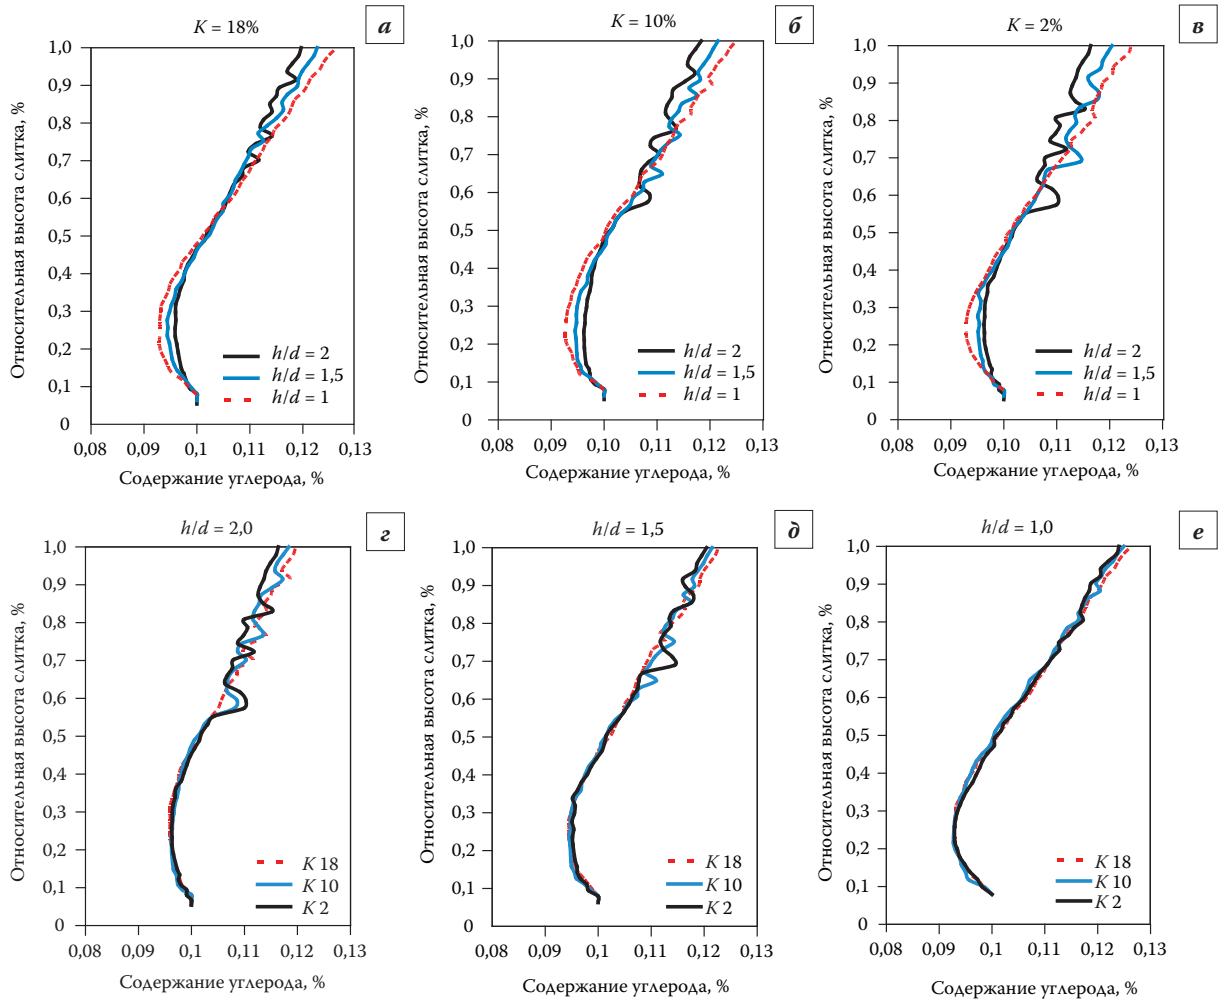 K = 18%
а
Относительная высота слитка, %
1,0
0,9
0,8
0,7
0,6
0,5
0,4
0,3
0,2
0,1
0
h/d = 2
h/d = 1,5
h/d = 1
0,08 0,09 0,10 0,11 0,12 0,13
Содержание углерода, %
K = 10%
б
Относительная высота слитка, %
1,0
0,9
0,8
0,7
0,6
0,5
0,4
0,3
0,2
0,1
0
h/d = 2
h/d = 1,5
h/d = 1
0,08 0,09 0,10 0,11 0,12 0,13
Содержание углерода, %
K = 2%
в
Относительная высота слитка, %
1,0
0,9
0,8
0,7
0,6
0,5
0,4
0,3
0,2
0,1
0
h/d = 2
h/d = 1,5
h/d = 1
0,08 0,09 0,10 0,11 0,12 0,13
Содержание углерода, %
h/d = 2,0
г
Относительная высота слитка, %
1,0
0,9
0,8
0,7
0,6
0,5
0,4
0,3
0,2
0,1
0
K 18
K 10
K 2
0,08 0,09 0,1 0,11 0,12 0,13
Содержание углерода, %
h/d = 1,5
д
Относительная высота слитка, %
1,0
0,9
0,8
0,7
0,6
0,5
0,4
0,3
0,2
0,1
0
K 18
K 10
K 2
0,08 0,09 0,1 0,11 0,12 0,13
Содержание углерода, %
h/d = 1,0
е
Относительная высота слитка, %
1,0
0,9
0,8
0,7
0,6
0,5
0,4
0,3
0,2
0,1
0
K 18
K 10
K 2
0,08 0,09 0,1 0,11 0,12 0,13
Содержание углерода, %